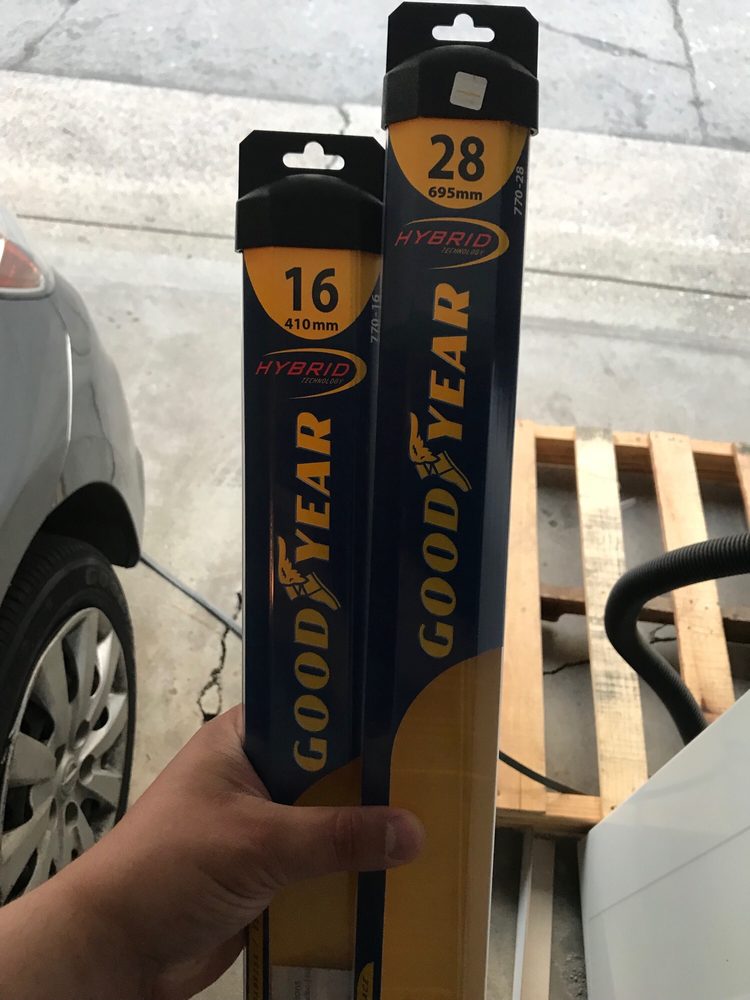 16
410mm
HYBRID
TECHNOLOGY
GOODYEAR
770-16
28
695mm
HYBRID
TECHNOLOGY
GOODYEAR
770-28